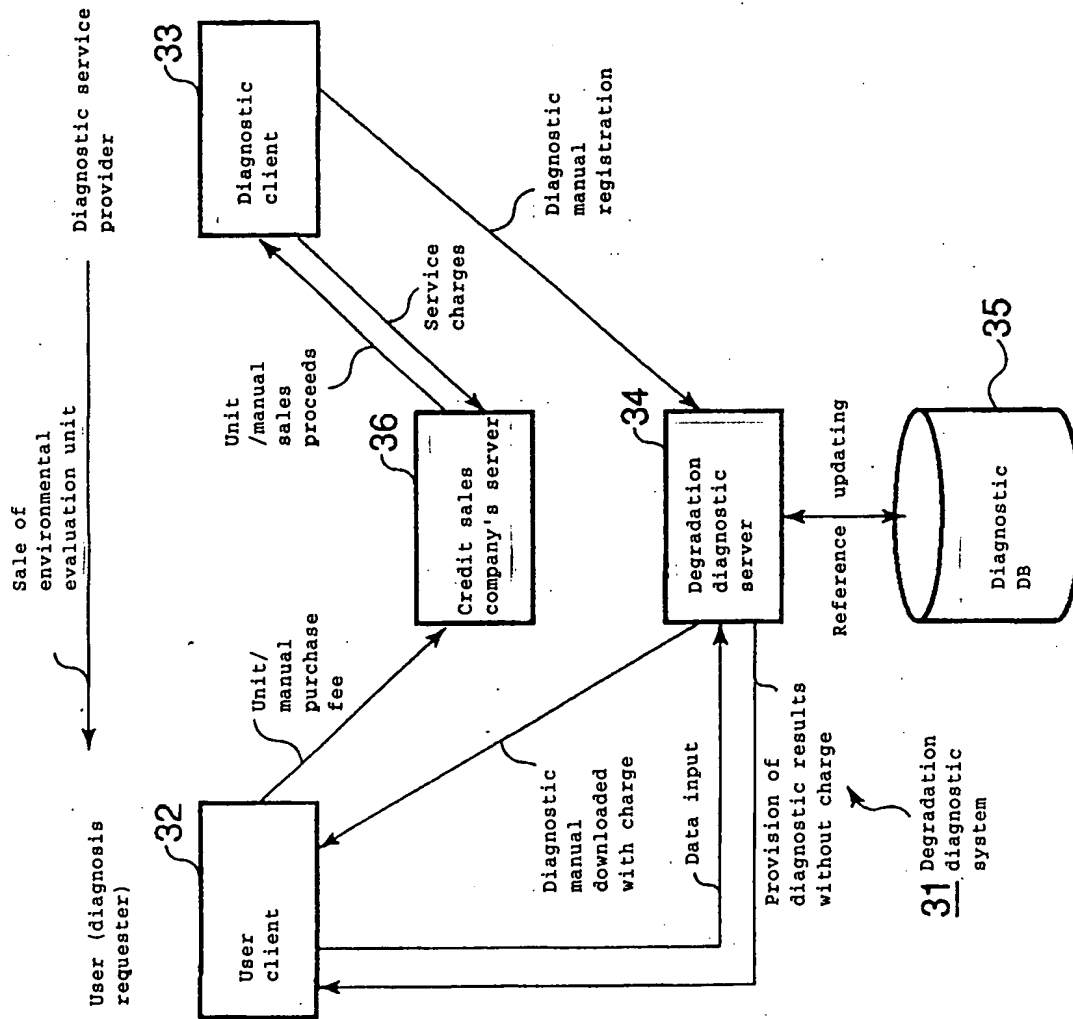 User (diagnosis
requester)
Sale of
environmental
evaluation unit
Diagnostic service
provider
32
User
client
33
Diagnostic
client
Unit/
manual
purchase
fee
Unit
/manual
sales
proceeds
Service
charges
36
Credit sales
company's server
Diagnostic
manual
registration
Diagnostic
manual
downloaded
with charge
34
Degradation
diagnostic
server
Data input
Provision of
diagnostic results
without charge
Reference updating
35
Diagnostic
DB
31 Degradation
diagnostic
system